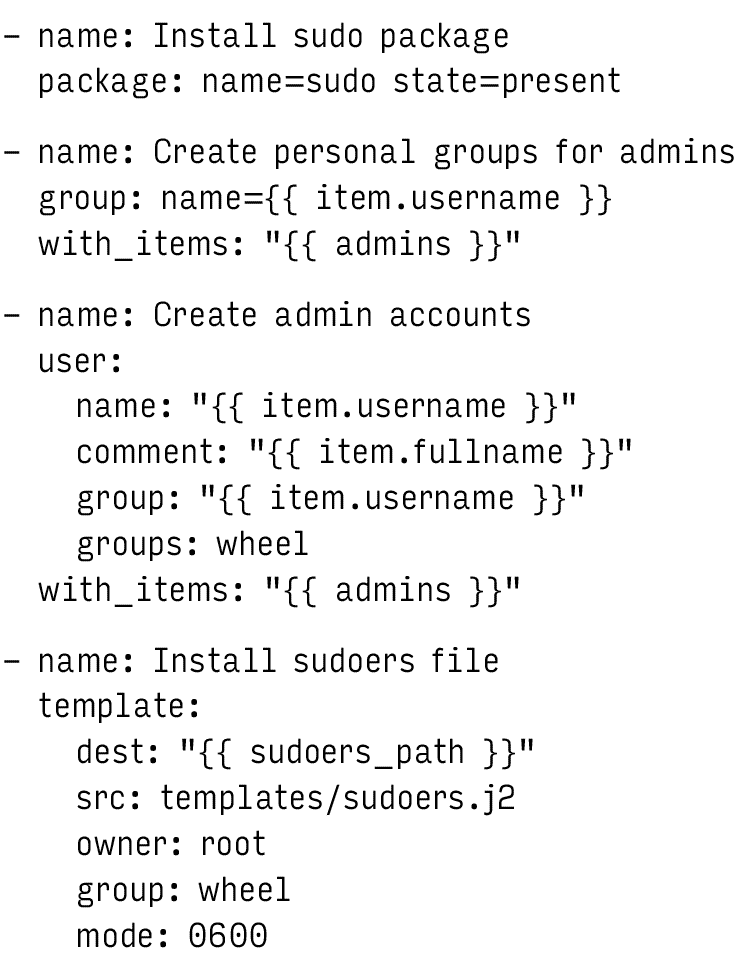 - name: Install sudo package
  package: name=sudo state=present
- name: Create personal groups for admins
  group: name={{ item.username }}
  with_items: "{{ admins }}"
- name: Create admin accounts
  user:
    name: "{{ item.username }}"
    comment: "{{ item.fullname }}"
    group: "{{ item.username }}"
    groups: wheel
  with_items: "{{ admins }}"
- name: Install sudoers file
  template:
    dest: "{{ sudoers_path }}"
    src: templates/sudoers.j2
    owner: root
    group: wheel
    mode: 0600